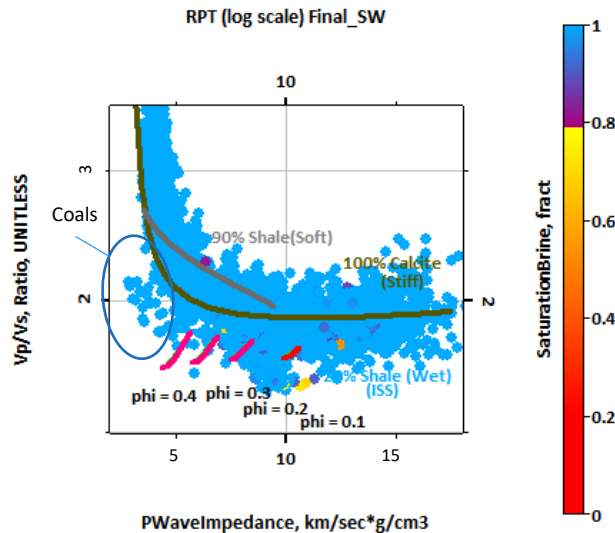 RPT (log scale) Final_SW
10
1
3
Coals
90% Shale(Soft)
0.8
100% Calcite
(Stiff)
0.6
2
2
Vp/Vs, Ratio, UNITLESS
SaturationBrine, fract
0.4
% Shale (Wet)
(ISS)
phi = 0.4
phi = 0.3
phi = 0.2
phi = 0.1
0.2
5
10
15
0
PWaveImpedance, km/sec*g/cm3